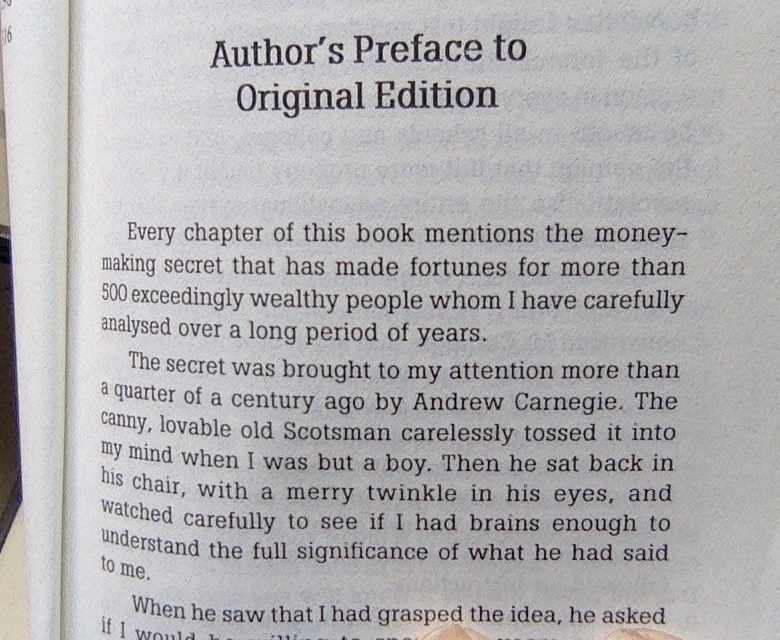 Author's Preface to
Original Edition
Every chapter of this book mentions the money-
making secret that has made fortunes for more than
500 exceedingly wealthy people whom I have carefully
analysed over a long period of years.
The secret was brought to my attention more than
a quarter of a century ago by Andrew Carnegie. The
canny, lovable old Scotsman carelessly tossed it into
my mind when I was but a boy. Then he sat back in
his chair, with a merry twinkle in his eyes, and
watched carefully to see if I had brains enough to
understand the full significance of what he had said
to me.
When he saw that I had grasped the idea, he asked
if I would be willing to